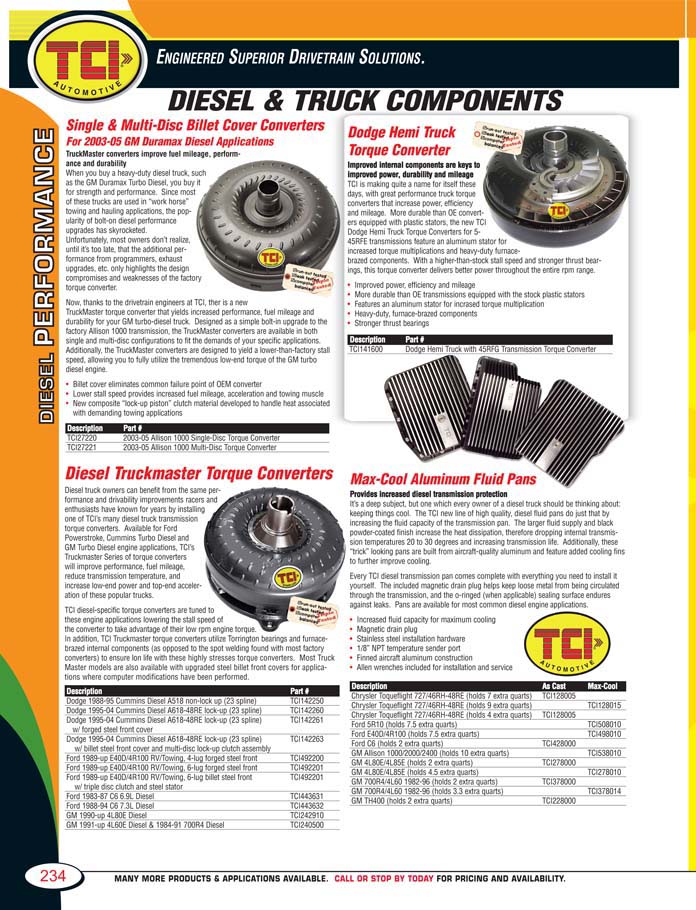 TCI
AUTOMOTIVE
ENGINEERED SUPERIOR DRIVETRAIN SOLUTIONS.
DIESEL & TRUCK COMPONENTS
DIESEL PERFORMANCE
Single & Multi-Disc Billet Cover Converters
For 2003-05 GM Duramax Diesel Applications
TruckMaster converters improve fuel mileage, perform-
ance and durability
When you buy a heavy-duty diesel truck, such
as the GM Duramax Turbo Diesel, you buy it
for strength and performance. Since most
of these trucks are used in "work horse"
towing and hauling applications, the pop-
ularity of bolt-on diesel performance
upgrades has skyrocketed.
Unfortunately, most owners don't realize,
until it's too late, that the additional per-
formance from programmers, exhaust
upgrades, etc. only highlights the design
compromises and weaknesses of the factory
torque converter.
TCI
Run-out tested
Leak tested
Computer balanced
Now, thanks to the drivetrain engineers at TCI, ther is a new
TruckMaster torque converter that yields increased performance, fuel mileage and
durability for your GM turbo-diesel truck. Designed as a simple bolt-in upgrade to the
factory Allison 1000 transmission, the TruckMaster converters are available in both
single and multi-disc configurations to fit the demands of your specific applications.
Additionally, the TruckMaster converters are designed to yield a lower-than-factory stall
speed, allowing you to fully utilize the tremendous low-end torque of the GM turbo
diesel engine.
• Billet cover eliminates common failure point of OEM converter
• Lower stall speed provides increased fuel mileage, acceleration and towing muscle
• New composite "lock-up piston" clutch material developed to handle heat associated
with demanding towing applications
Description Part #
TCI27220 2003-05 Allison 1000 Single-Disc Torque Converter
TCI27221 2003-05 Allison 1000 Multi-Disc Torque Converter
Diesel Truckmaster Torque Converters
Diesel truck owners can benefit from the same per-
formance and drivability improvements racers and
enthusiasts have known for years by installing
one of TCI's many diesel truck transmission
torque converters. Available for Ford
Powerstroke, Cummins Turbo Diesel and
GM Turbo Diesel engine applications, TCI's
Truckmaster Series of torque converters
will improve performance, fuel mileage,
reduce transmission temperature, and
increase low-end power and top-end acceler-
ation of these popular trucks.
TCI
Run-out tested
Leak tested
Computer balanced
TCI diesel-specific torque converters are tuned to
these engine applications lowering the stall speed of
the converter to take advantage of their low rpm engine torque.
In addition, TCI Truckmaster torque converters utilize Torrington bearings and furnace-
brazed internal components (as opposed to the spot welding found with most factory
converters) to ensure lon life with these highly stresses torque converters. Most Truck
Master models are also available with upgraded steel billet front covers for applica-
tions where computer modifications have been performed.
Description Part #
Dodge 1988-95 Cummins Diesel A518 non-lock up (23 spline) TCI142250
Dodge 1995-04 Cummins Diesel A618-48RE lock-up (23 spline) TCI142260
Dodge 1995-04 Cummins Diesel A618-48RE lock-up (23 spline) TCI142261
w/ forged steel front cover
Dodge 1995-04 Cummins Diesel A618-48RE lock-up (23 spline) TCI142263
w/ billet steel front cover and multi-disc lock-up clutch assembly
Ford 1989-up E4OD/4R100 RV/Towing, 4-lug forged steel front TCI492200
Ford 1989-up E4OD/4R100 RV/Towing, 6-lug forged steel front TCI492201
Ford 1989-up E4OD/4R100 RV/Towing, 6-lug billet steel front TCI492201
w/ triple disc clutch and steel stator
Ford 1983-87 C6 6.9L Diesel TCI443631
Ford 1988-94 C6 7.3L Diesel TCI443632
GM 1990-up 4L80E Diesel TCI242910
GM 1991-up 4L60E Diesel & 1984-91 700R4 Diesel TCI240500
Dodge Hemi Truck
Torque Converter
Run-out tested
Leak tested
Computer balanced
TCI
Improved internal components are keys to
improved power, durability and mileage
TCI is making quite a name for itself these
days, with great performance truck torque
converters that increase power, efficiency
and mileage. More durable than OE convert-
ers equipped with plastic stators, the new TCI
Dodge Hemi Truck Torque Converters for 5-
45RFE transmissions feature an aluminum stator for
increased torque multiplications and heavy-duty furnace-
brazed components. With a higher-than-stock stall speed and stronger thrust bear-
ings, this torque converter delivers better power throughout the entire rpm range.
• Improved power, efficiency and mileage
• More durable than OE transmissions equipped with the stock plastic stators
• Features an aluminum stator for incrased torque multiplication
• Heavy-duty, furnace-brazed components
• Stronger thrust bearings
Description Part #
TCI141600 Dodge Hemi Truck with 45RFG Transmission Torque Converter
Max-Cool Aluminum Fluid Pans
Provides increased diesel transmission protection
It's a deep subject, but one which every owner of a diesel truck should be thinking about:
keeping things cool. The TCI new line of high quality, diesel fluid pans do just that by
increasing the fluid capacity of the transmission pan. The larger fluid supply and black
powder-coated finish increase the heat dissipation, therefore dropping internal transmis-
sion temperatures 20 to 30 degrees and increasing transmission life. Additionally, these
"trick" looking pans are built from aircraft-quality aluminum and feature added cooling fins
to further improve cooling.
Every TCI diesel transmission pan comes complete with everything you need to install it
yourself. The included magnetic drain plug helps keep loose metal from being circulated
through the transmission, and the o-ringed (when applicable) sealing surface endures
against leaks. Pans are available for most common diesel engine applications.
• Increased fluid capacity for maximum cooling
• Magnetic drain plug
• Stainless steel installation hardware
• 1/8" NPT temperature sender port
• Finned aircraft aluminum construction
• Allen wrenches included for installation and service
TCI
AUTOMOTIVE
Description As Cast Max-Cool
Chrysler Toqueflight 727/46RH-48RE (holds 7 extra quarts) TCI128005
Chrysler Toqueflight 727/46RH-48RE (holds 9 extra quarts) TCI128015
Chrysler Toqueflight 727/46RH-48RE (holds 4 extra quarts) TCI128005
Ford 5R10 (holds 7.5 extra quarts) TCI508010
Ford E4OD/4R100 (holds 7.5 extra quarts) TCI498010
Ford C6 (holds 2 extra quarts) TCI428000
GM Allison 1000/2000/2400 (holds 10 extra quarts) TCI538010
GM 4L80E/4L85E (holds 2 extra quarts) TCI278000
GM 4L80E/4L85E (holds 4.5 extra quarts) TCI278010
GM 700R4/4L60 1982-96 (holds 2 extra quarts) TCI378000
GM 700R4/4L60 1982-96 (holds 3.3 extra quarts) TCI378014
GM TH400 (holds 2 extra quarts) TCI228000
234
MANY MORE PRODUCTS & APPLICATIONS AVAILABLE. CALL OR STOP BY TODAY FOR PRICING AND AVAILABILITY.